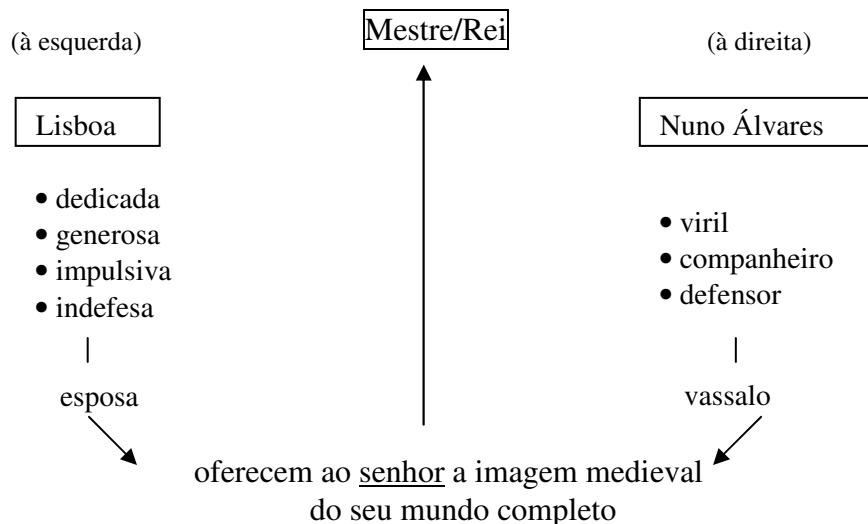 (à esquerda)
Mestre/Rei
(à direita)
Lisboa
Nuno Álvares
• dedicada
• generosa
• impulsiva
• indefesa
• viril
• companheiro
• defensor
esposa
vassalo
oferecem ao senhor a imagem medieval
do seu mundo completo